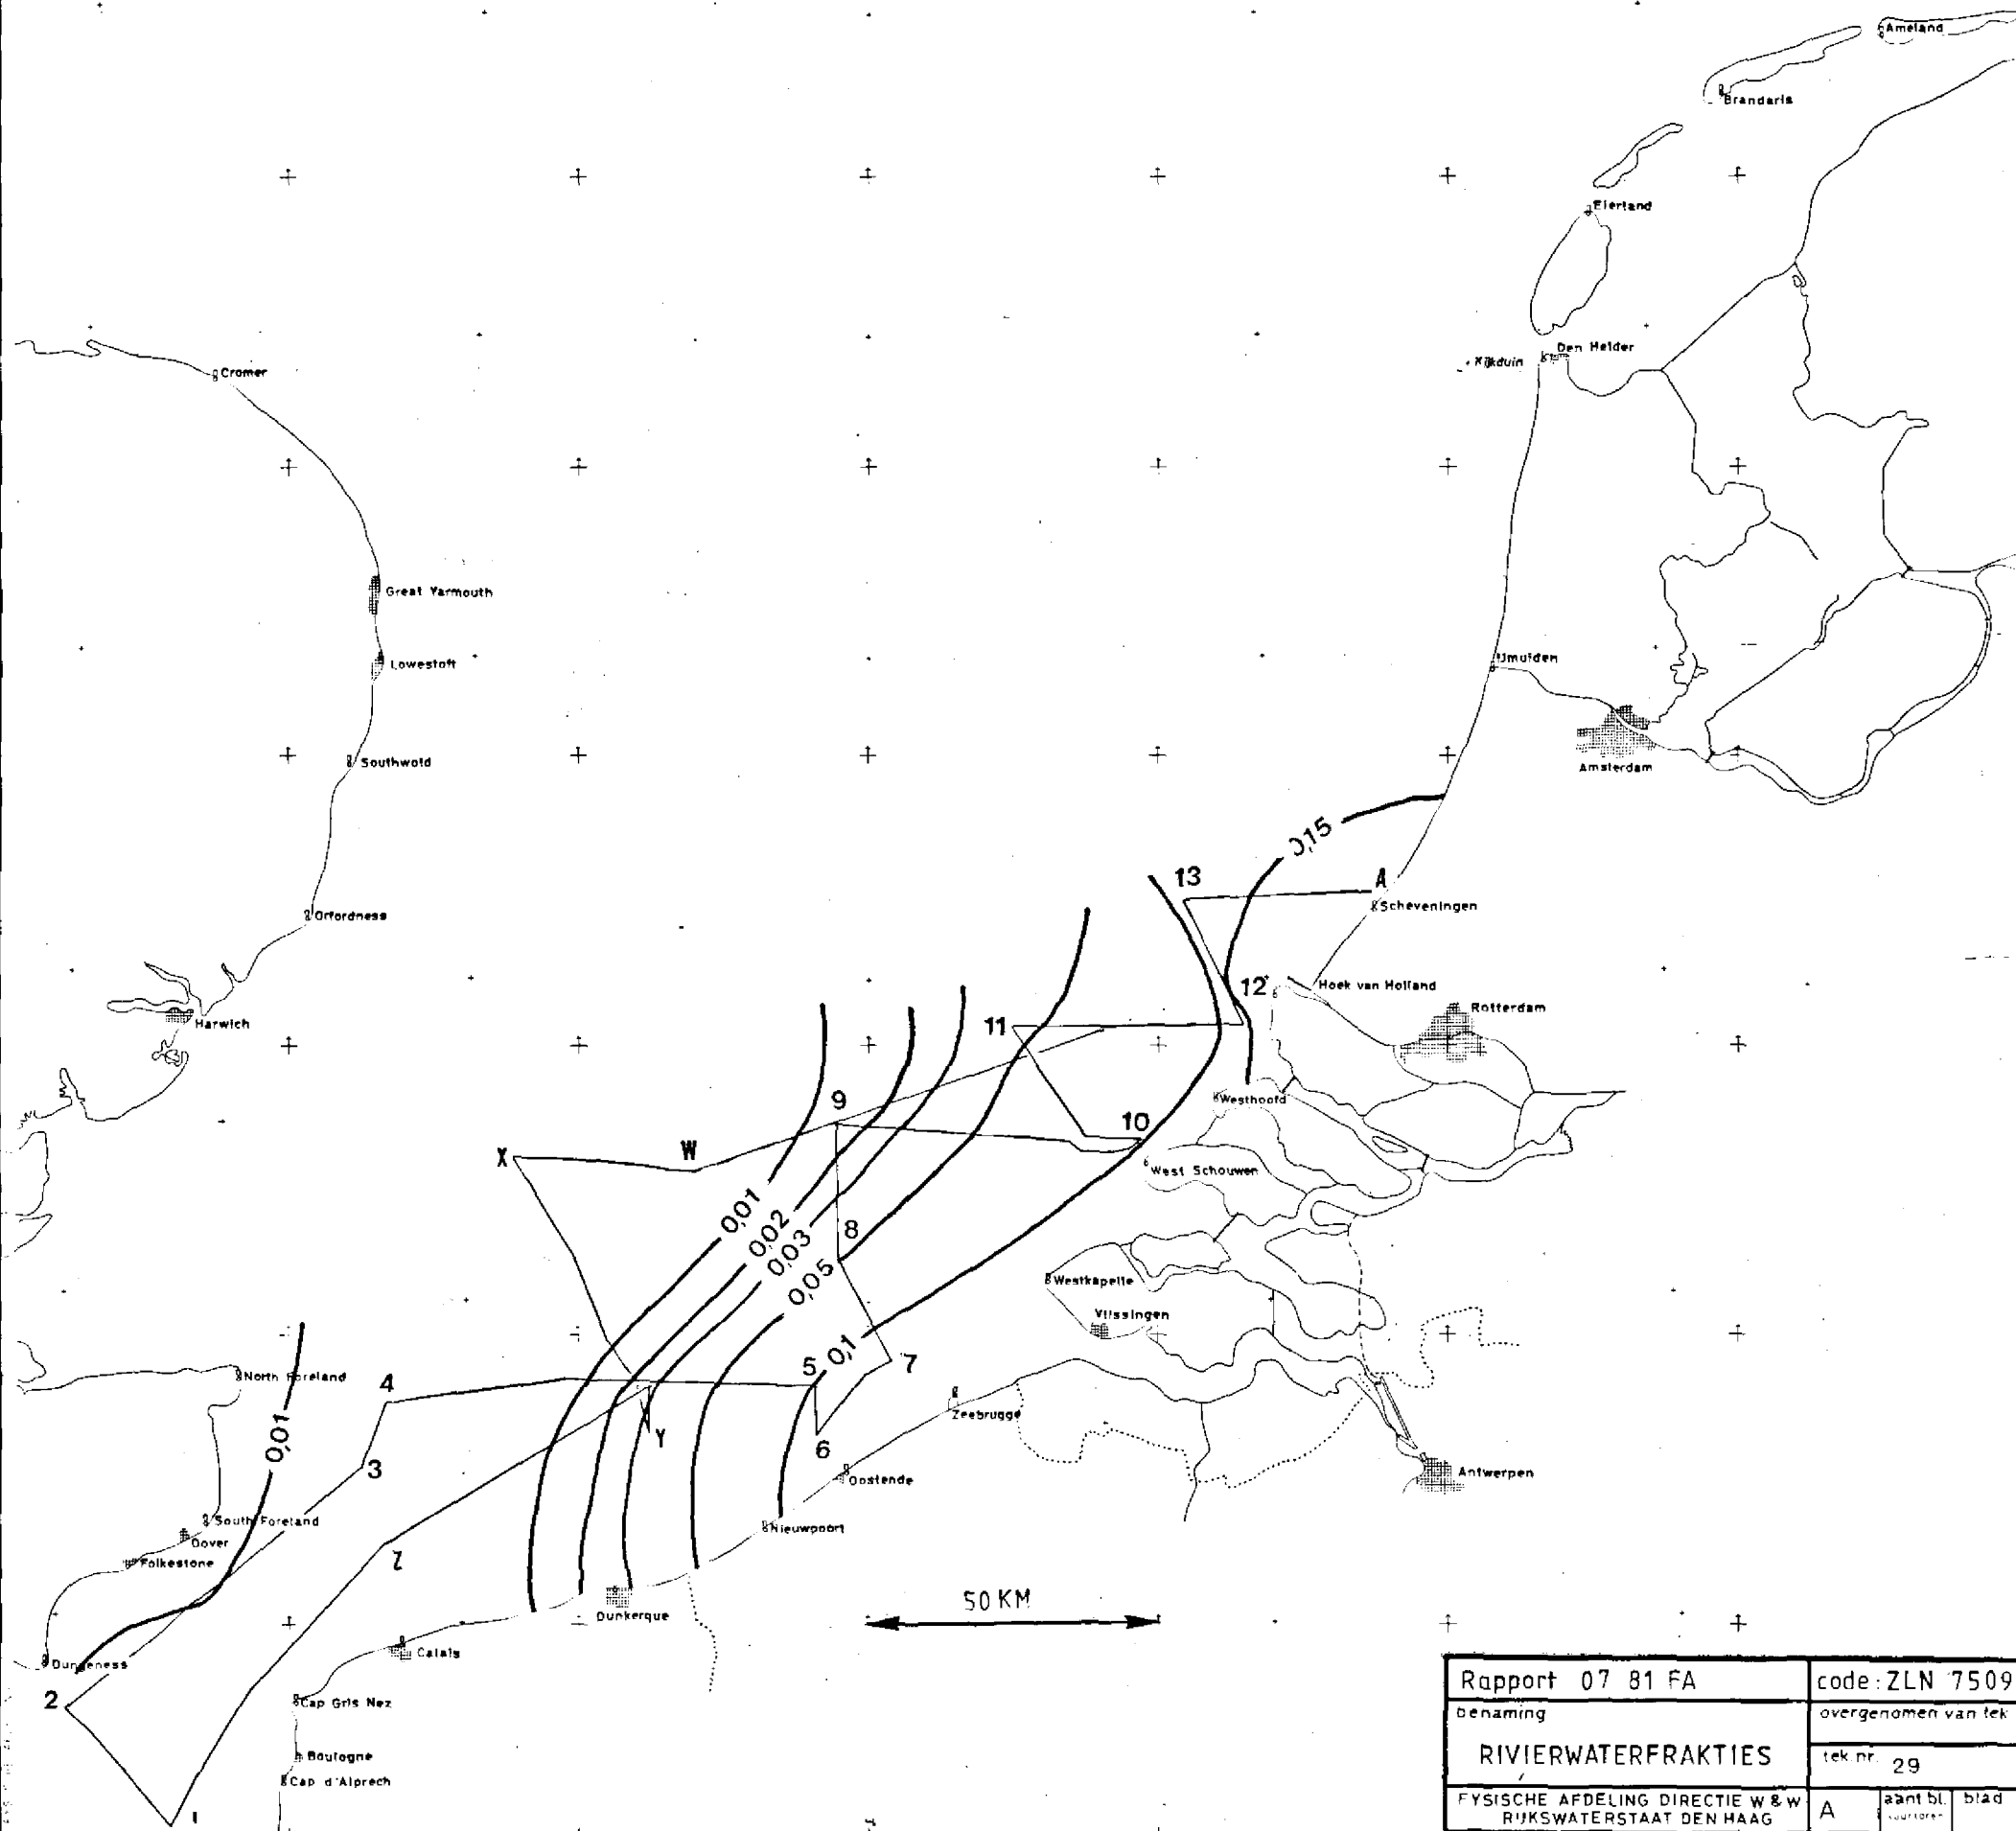 Ameland
Brandaris
Eierland
Den Helder
Kijkduin
Cromer
Great Yarmouth
Lowestoft
IJmuiden
Southwold
Amsterdam
0,15
13
A
Scheveningen
Orfordness
12
Hoek van Holland
Rotterdam
Harwich
11
9
Westhoofd
10
X
W
West Schouwen
0,01
0,02
8
0,03
0,05
Westkapelle
Vlissingen
0,1
5
7
North Foreland
4
Zeebrugge
0,01
Y
6
3
Oostende
Antwerpen
South Foreland
Nieuwpoort
Dover
Folkestone
Z
50 KM
Dunkerque
Calais
Dungeness
2
Cap Gris Nez
Boulogne
Cap d'Alprech
1
Rapport 07 81 FA
code: ZLN 7509
benaming
overgenomen van tek
RIVIERWATERFRAKTIES
tek.nr. 29
FYSISCHE AFDELING DIRECTIE W & W
RIJKSWATERSTAAT DEN HAAG
A
aant bl.
blad